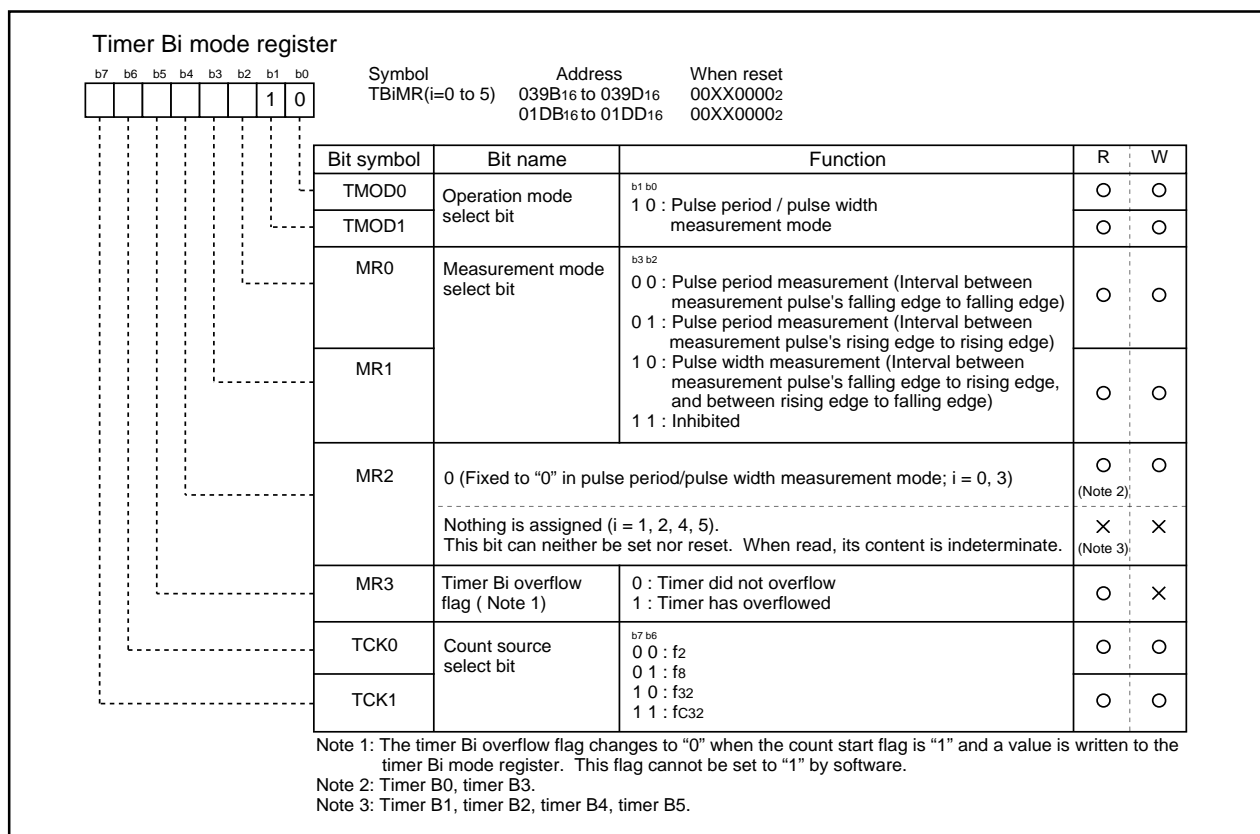 Timer Bi mode register
b7 b6 b5 b4 b3 b2 b1 b0
1 0
Symbol Address When reset
TBiMR(i=0 to 5) 039B16 to 039D16 00XX00002
01DB16 to 01DD16 00XX00002
Bit symbol Bit name Function R W
TMOD0 Operation mode select bit
TMOD1
b1 b0
1 0 : Pulse period / pulse width
measurement mode
MR0 Measurement mode
select bit
MR1
b3 b2
0 0 : Pulse period measurement (Interval between
measurement pulse's falling edge to falling edge)
0 1 : Pulse period measurement (Interval between
measurement pulse's rising edge to rising edge)
1 0 : Pulse width measurement (Interval between
measurement pulse's falling edge to rising edge,
and between rising edge to falling edge)
1 1 : Inhibited
MR2 0 (Fixed to “0” in pulse period/pulse width measurement mode; i = 0, 3)
(Note 2)
Nothing is assigned (i = 1, 2, 4, 5).
This bit can neither be set nor reset. When read, its content is indeterminate.
(Note 3)
MR3 Timer Bi overflow
flag ( Note 1)
0 : Timer did not overflow
1 : Timer has overflowed
TCK0 Count source
select bit
TCK1
b7 b6
0 0 : f2
0 1 : f8
1 0 : f32
1 1 : fC32
Note 1: The timer Bi overflow flag changes to “0” when the count start flag is “1” and a value is written to the
timer Bi mode register. This flag cannot be set to “1” by software.
Note 2: Timer B0, timer B3.
Note 3: Timer B1, timer B2, timer B4, timer B5.